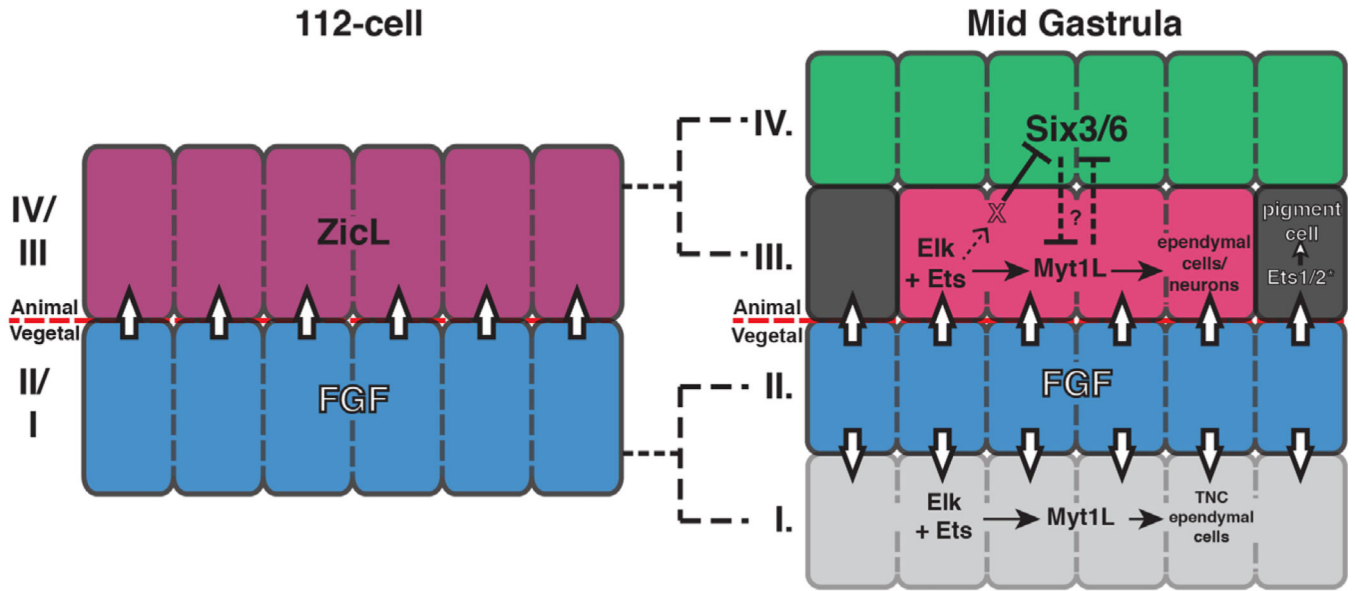 112-cell
Mid Gastrula
IV/
III
ZicL
Animal
Vegetal
II/
I
FGF
IV.
Six3/6
III.
X
?
Elk
+ Ets
Myt1L
ependymal
cells/
neurons
pigment
cell
Ets1/2*
Animal
Vegetal
II.
FGF
I.
Elk
+ Ets
Myt1L
TNC
ependymal
cells